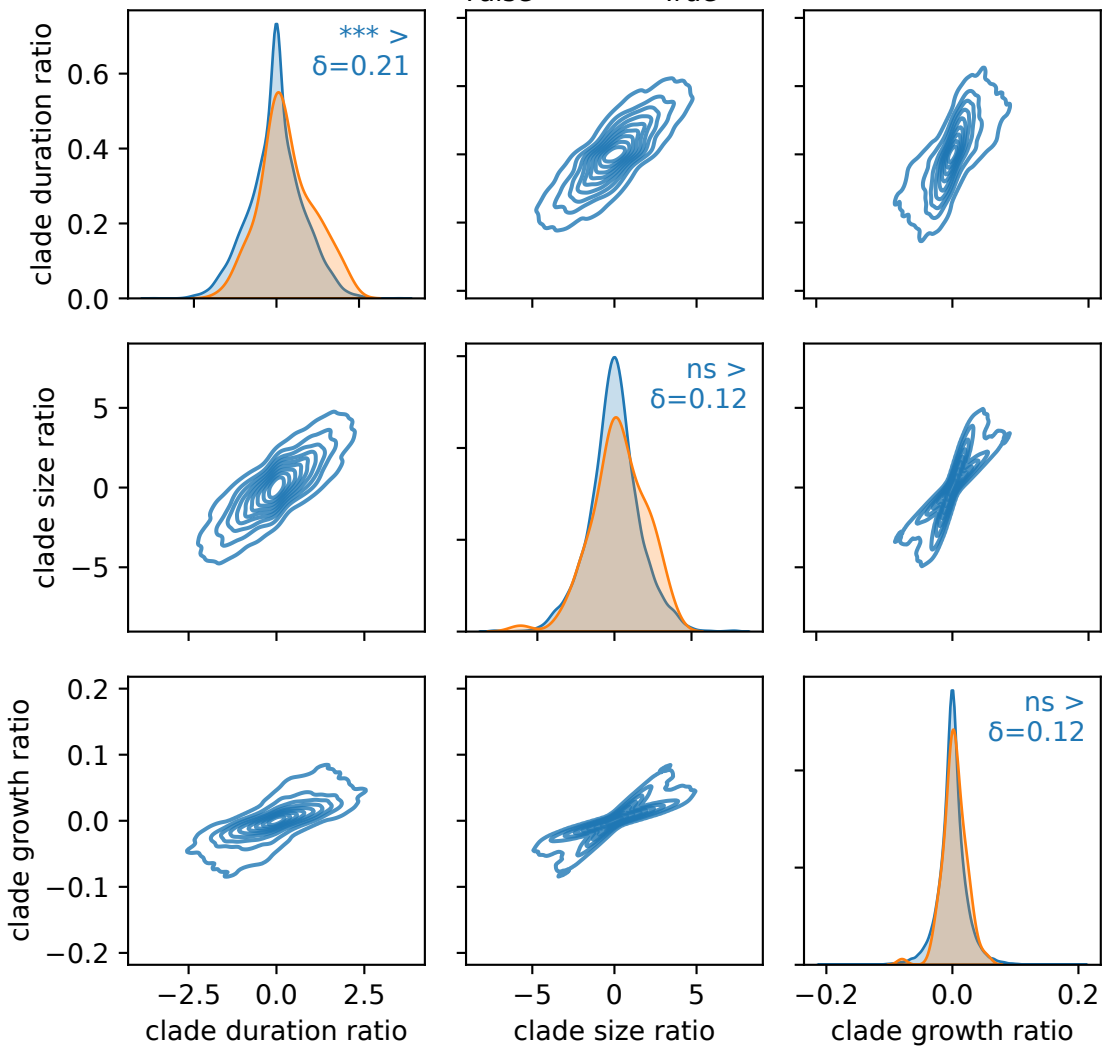 clade duration ratio
0.6
0.4
0.2
0.0
*** >
δ=0.21
clade size ratio
5
0
−5
ns >
δ=0.12
clade growth ratio
0.2
0.1
0.0
−0.1
−0.2
ns >
δ=0.12
−2.5 0.0 2.5
clade duration ratio
−5 0 5
clade size ratio
−0.2 0.0 0.2
clade growth ratio